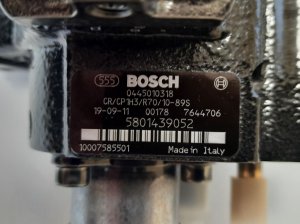 555 BOSCH
0445010318
CR/CP1H3/R70/10-89S
19-09-11 00178 7644706
5801439052
10007585501 Made in Italy